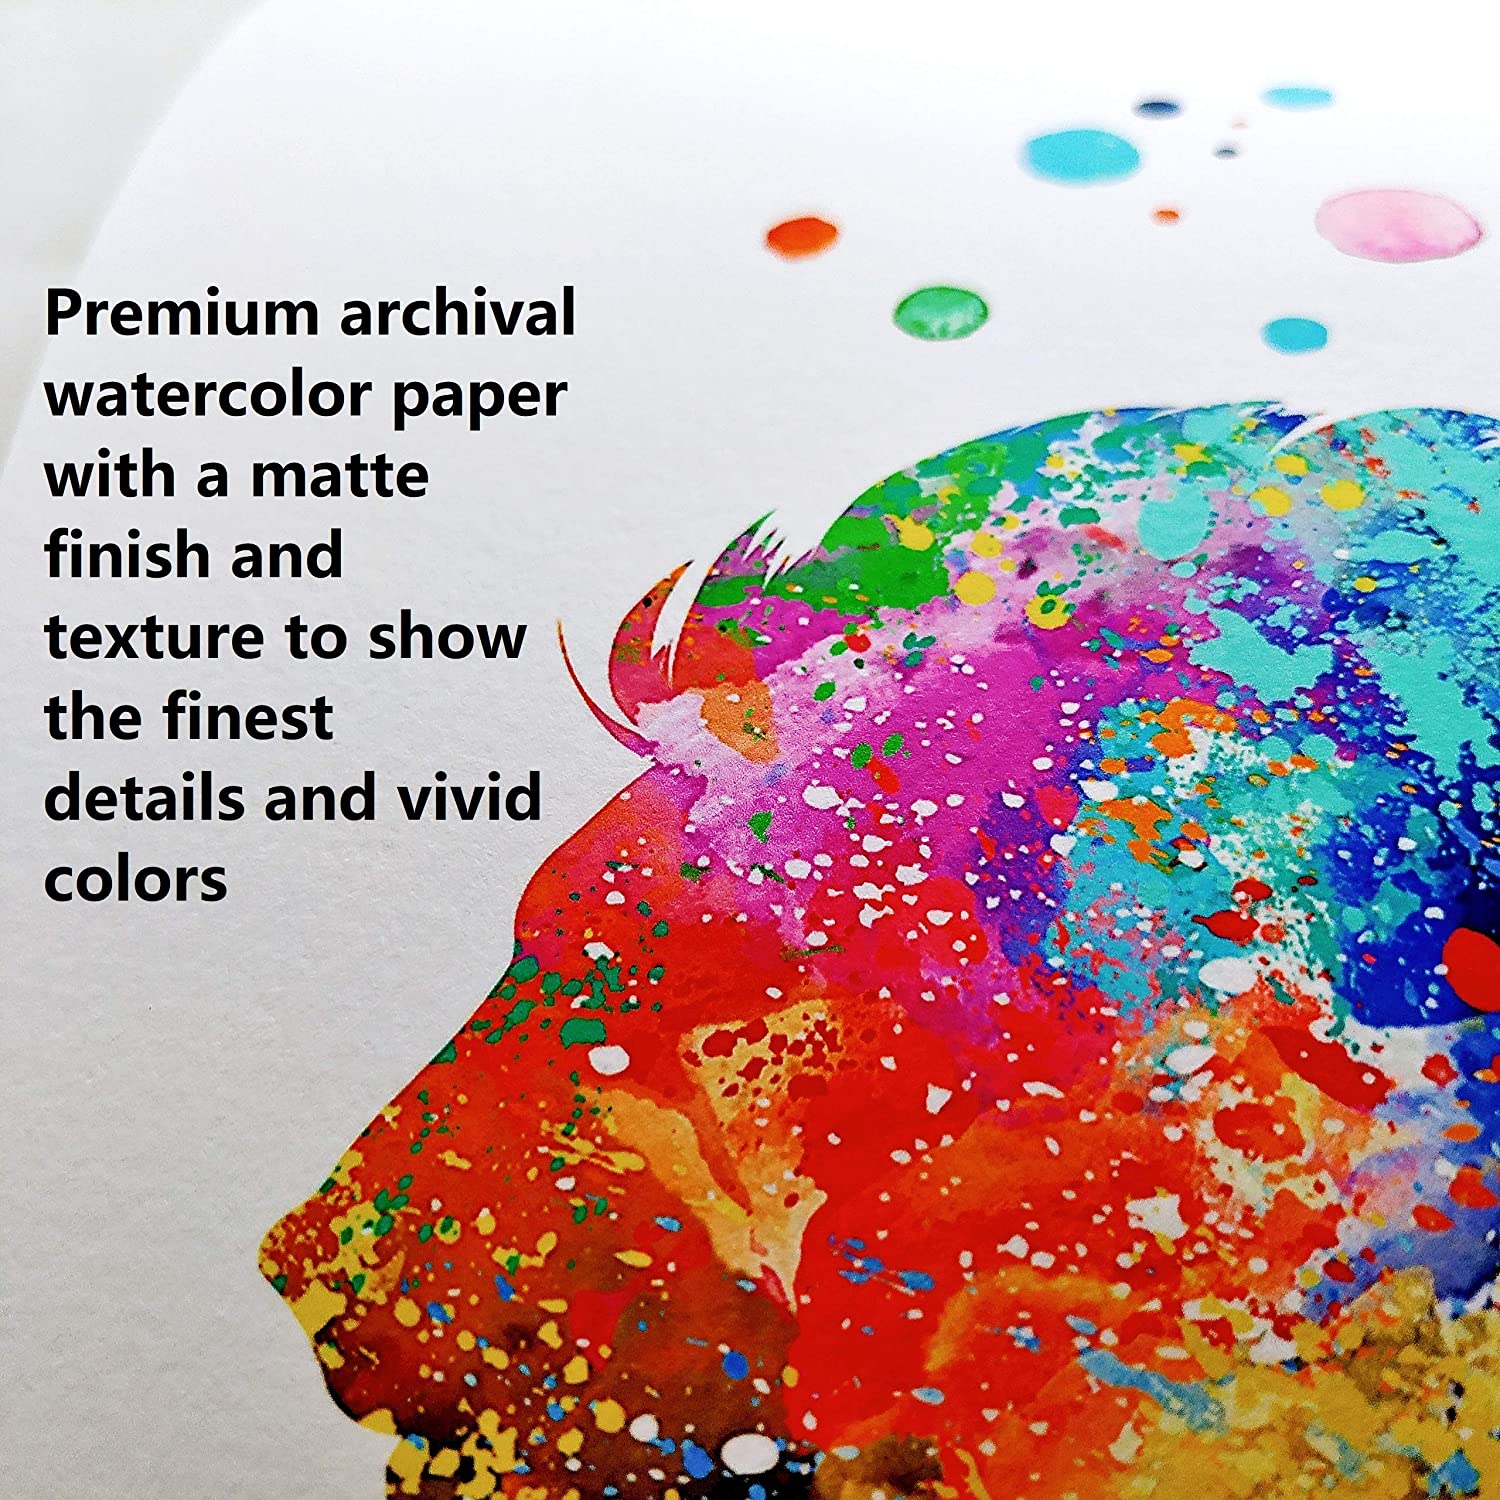 Premium archival
watercolor paper
with a matte
finish and
texture to show
the finest
details and vivid
colors